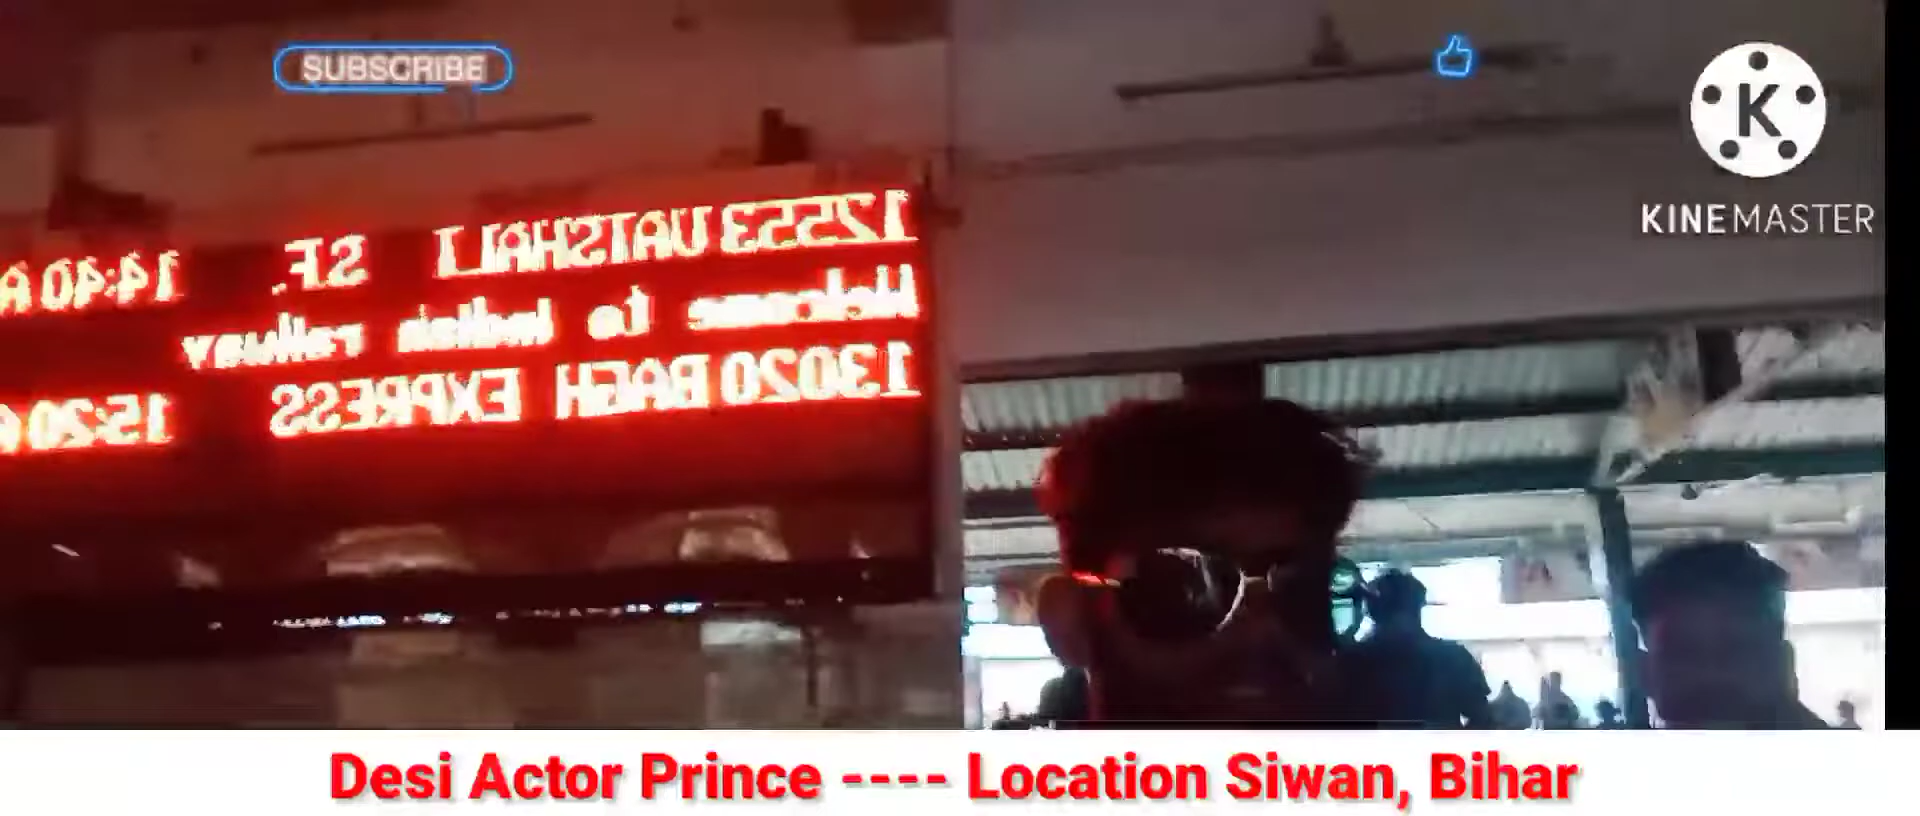 SUBSCRIBE
K
KINEMASTER
12553 VAISHALI S.F. 14:40 A
Welcome to Indian railway
13020 BAGH EXPRESS 15:20
Desi Actor Prince ---- Location Siwan, Bihar